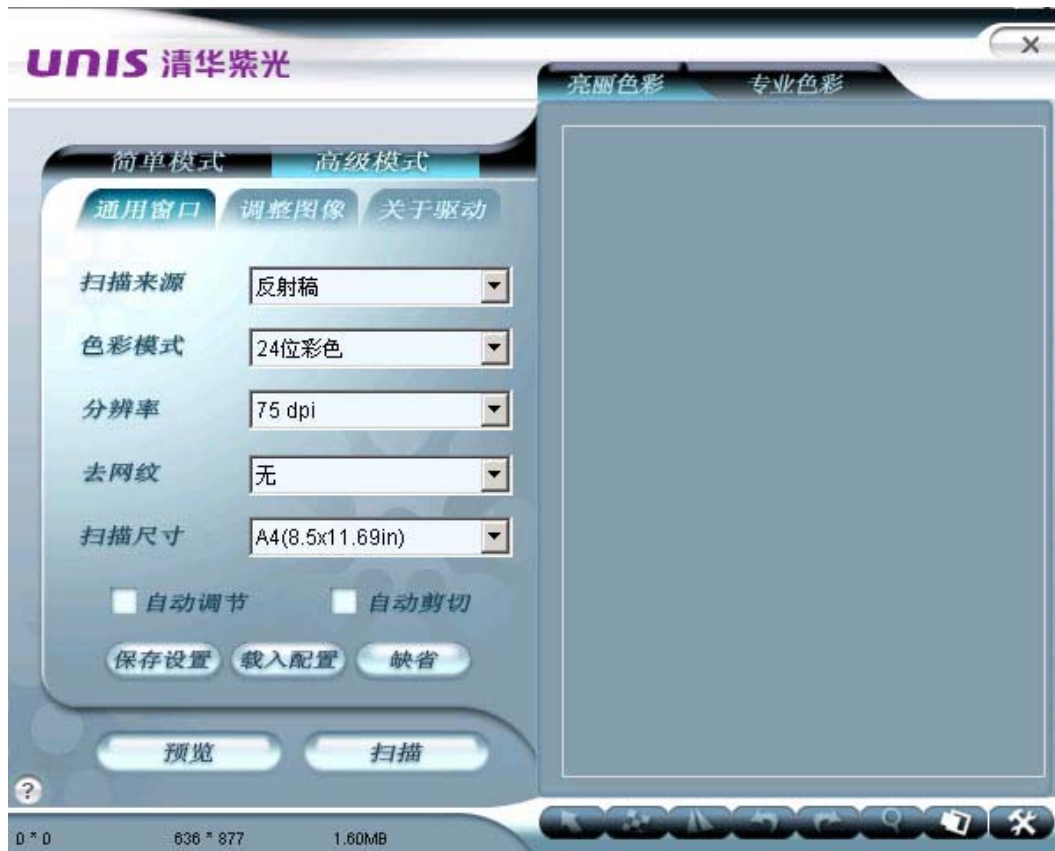 UNIS 清华紫光
亮丽色彩 专业色彩
简单模式 高级模式
通用窗口 调整图像 关于驱动
扫描来源 反射稿
色彩模式 24位彩色
分辨率 75 dpi
去网纹 无
扫描尺寸 A4(8.5x11.69in)
自动调节 自动剪切
保存设置 载入配置 缺省
预览 扫描
?
0 * 0 636 * 877 1.60MB